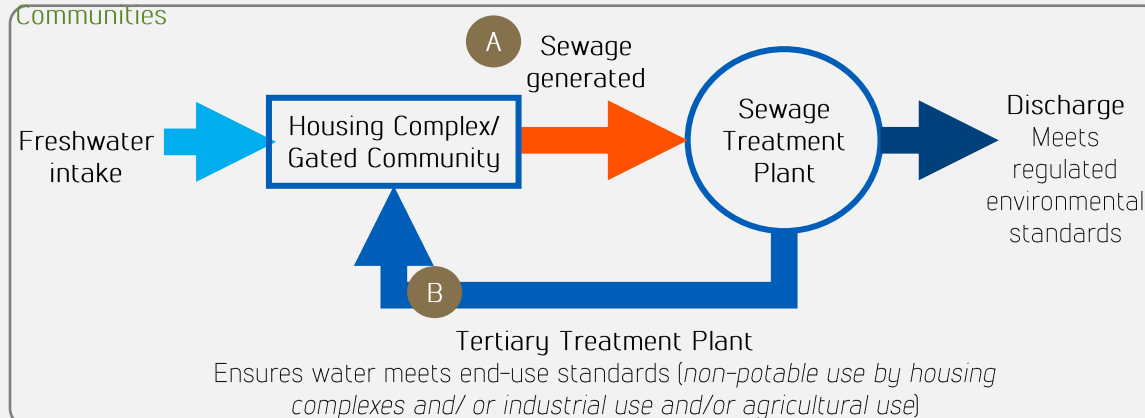 Communities
A
Sewage
generated
Freshwater
intake
Housing Complex/
Gated Community
Sewage
Treatment
Plant
Discharge
Meets
regulated
environmental
standards
B
Tertiary Treatment Plant
Ensures water meets end-use standards (non-potable use by housing
complexes and/ or industrial use and/or agricultural use)